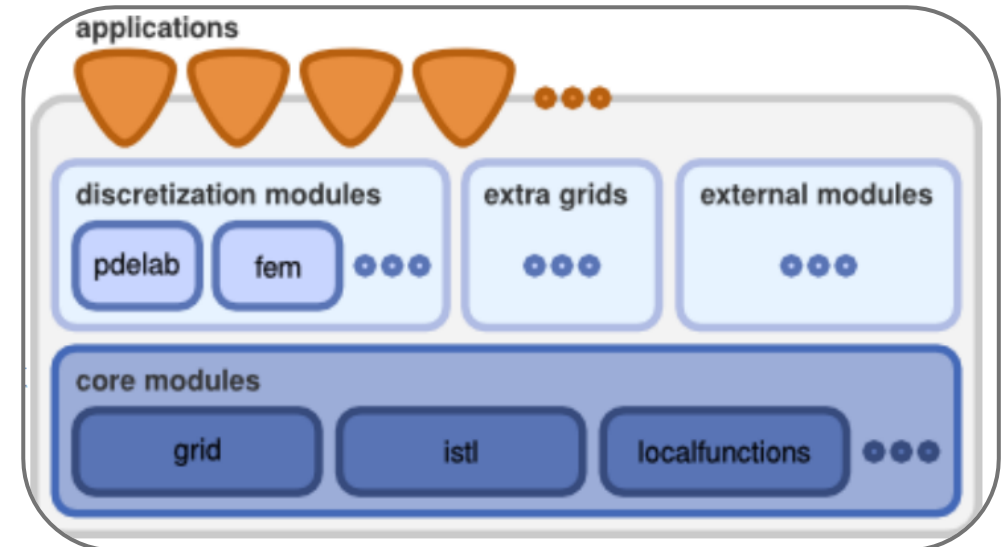 applications
discretization modules
extra grids
external modules
pdelab
fem
core modules
grid
istl
localfunctions